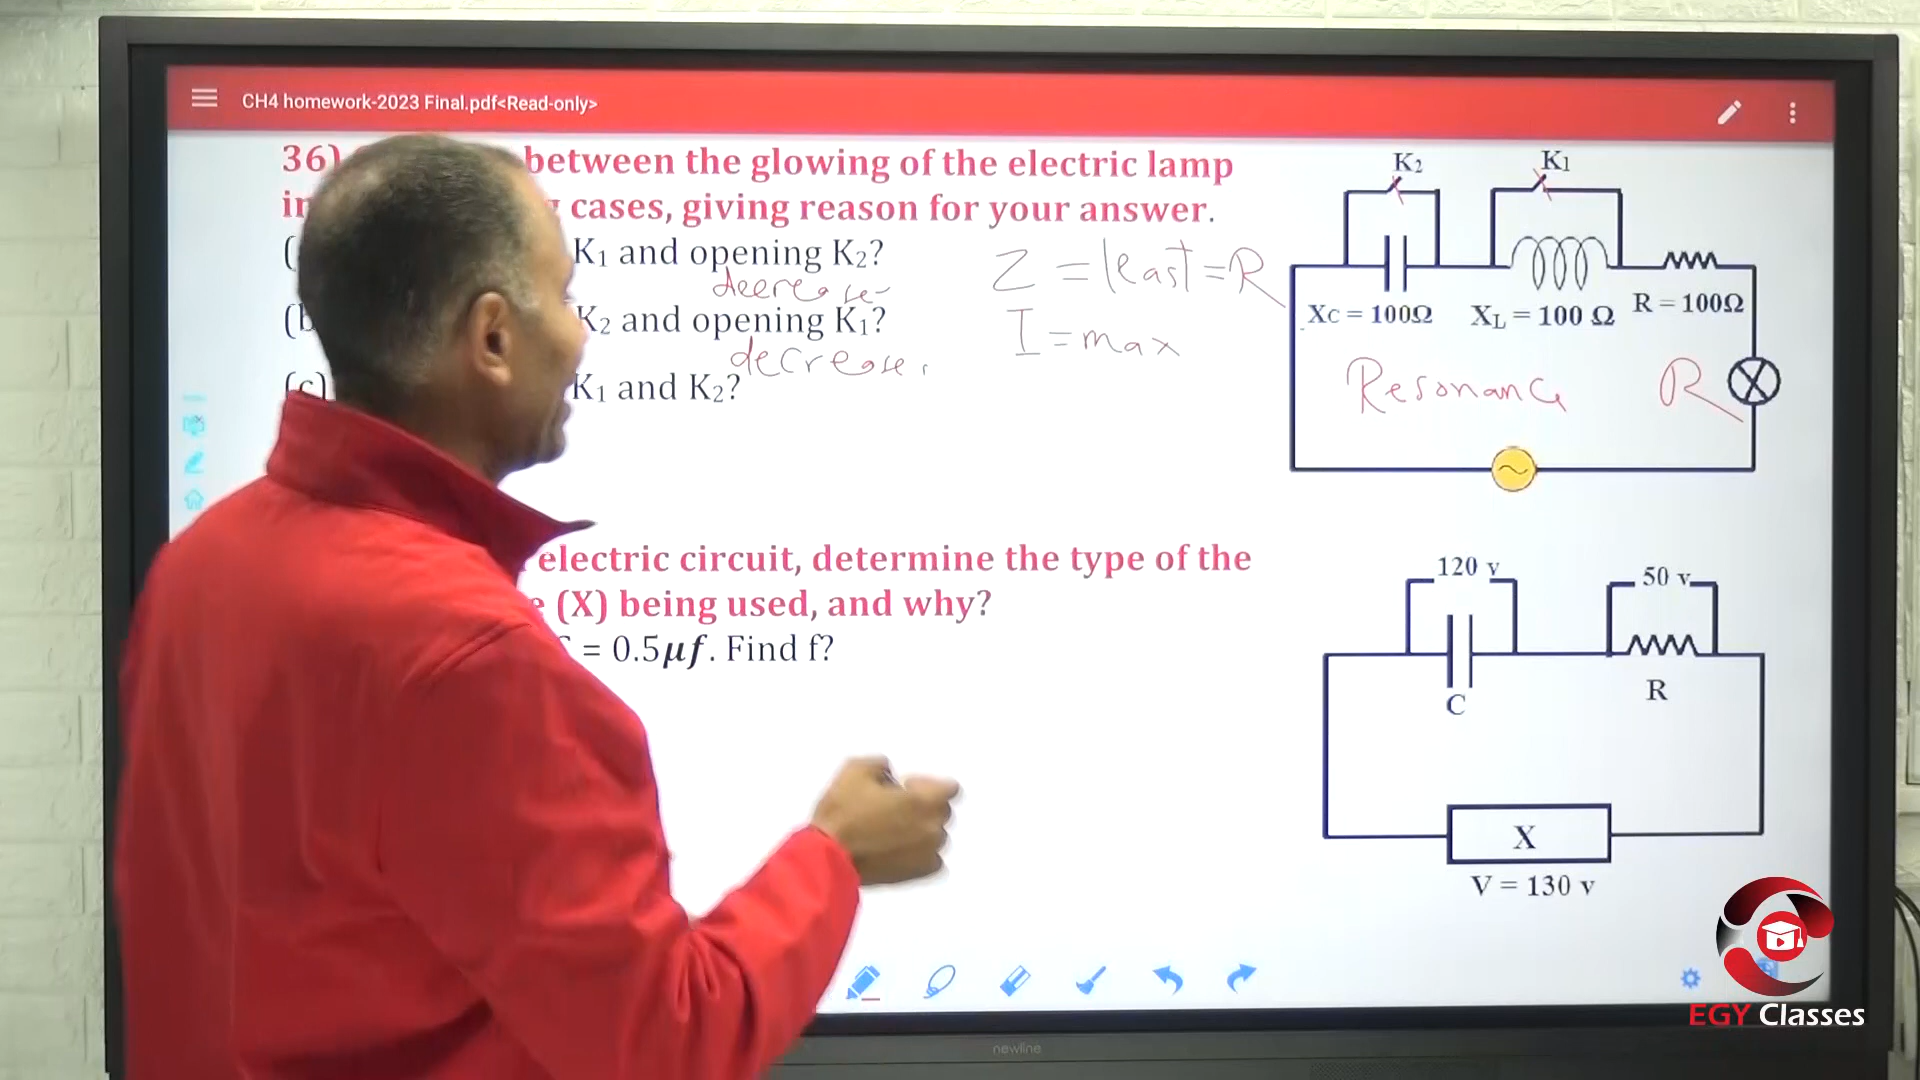 CH4 homework-2023 Final.pdf<Read-only>
36) between the glowing of the electric lamp
in cases, giving reason for your answer.
K1 and opening K2?
decrease
K2 and opening K1?
decrease
(c) K1 and K2?
Z = least = R
I = max
K2
K1
XC = 100Ω
XL = 100 Ω
R = 100Ω
Resonance
R
electric circuit, determine the type of the
(X) being used, and why?
= 0.5μf. Find f?
120 v
50 v
C
R
X
V = 130 v
EGY Classes
newline